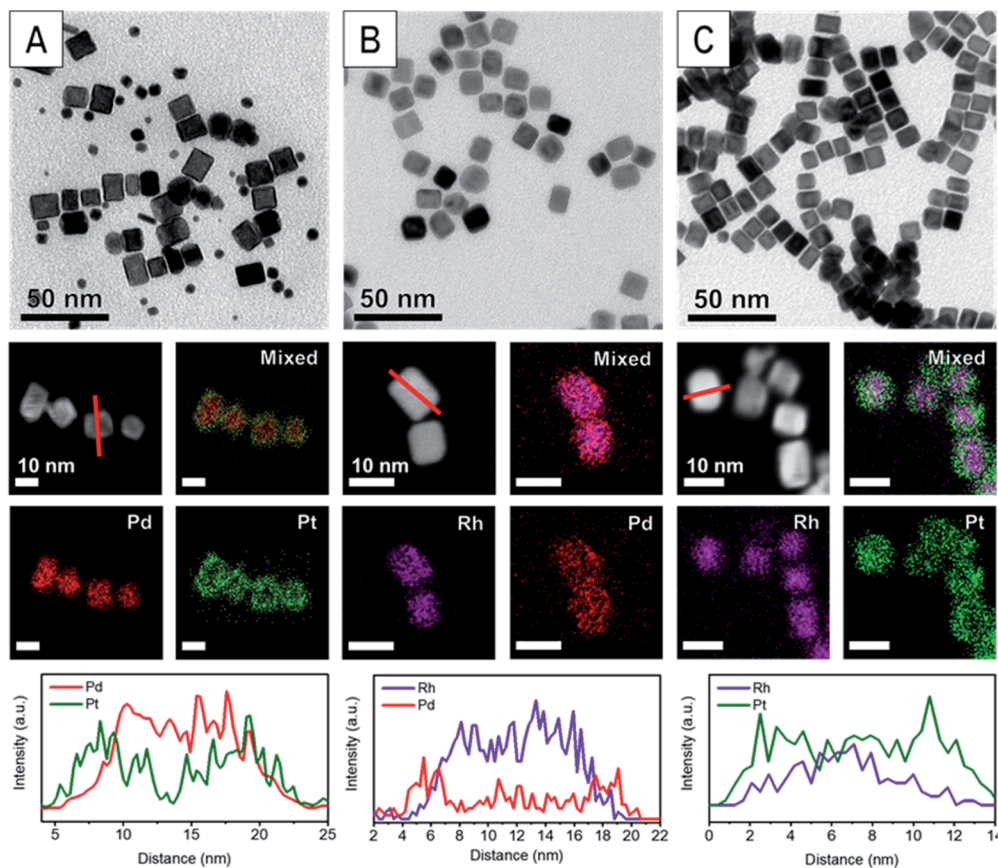 A
B
C
50 nm
50 nm
50 nm
10 nm
Mixed
10 nm
Mixed
10 nm
Mixed
Pd
Pt
Rh
Pd
Rh
Pt
Intensity (a.u.)
Pd
Pt
5
10
15
20
25
Distance (nm)
Intensity (a.u.)
Rh
Pd
2
4
6
8
10
12
14
16
18
20
22
Distance (nm)
Intensity (a.u.)
Rh
Pt
0
2
4
6
8
10
12
14
Distance (nm)